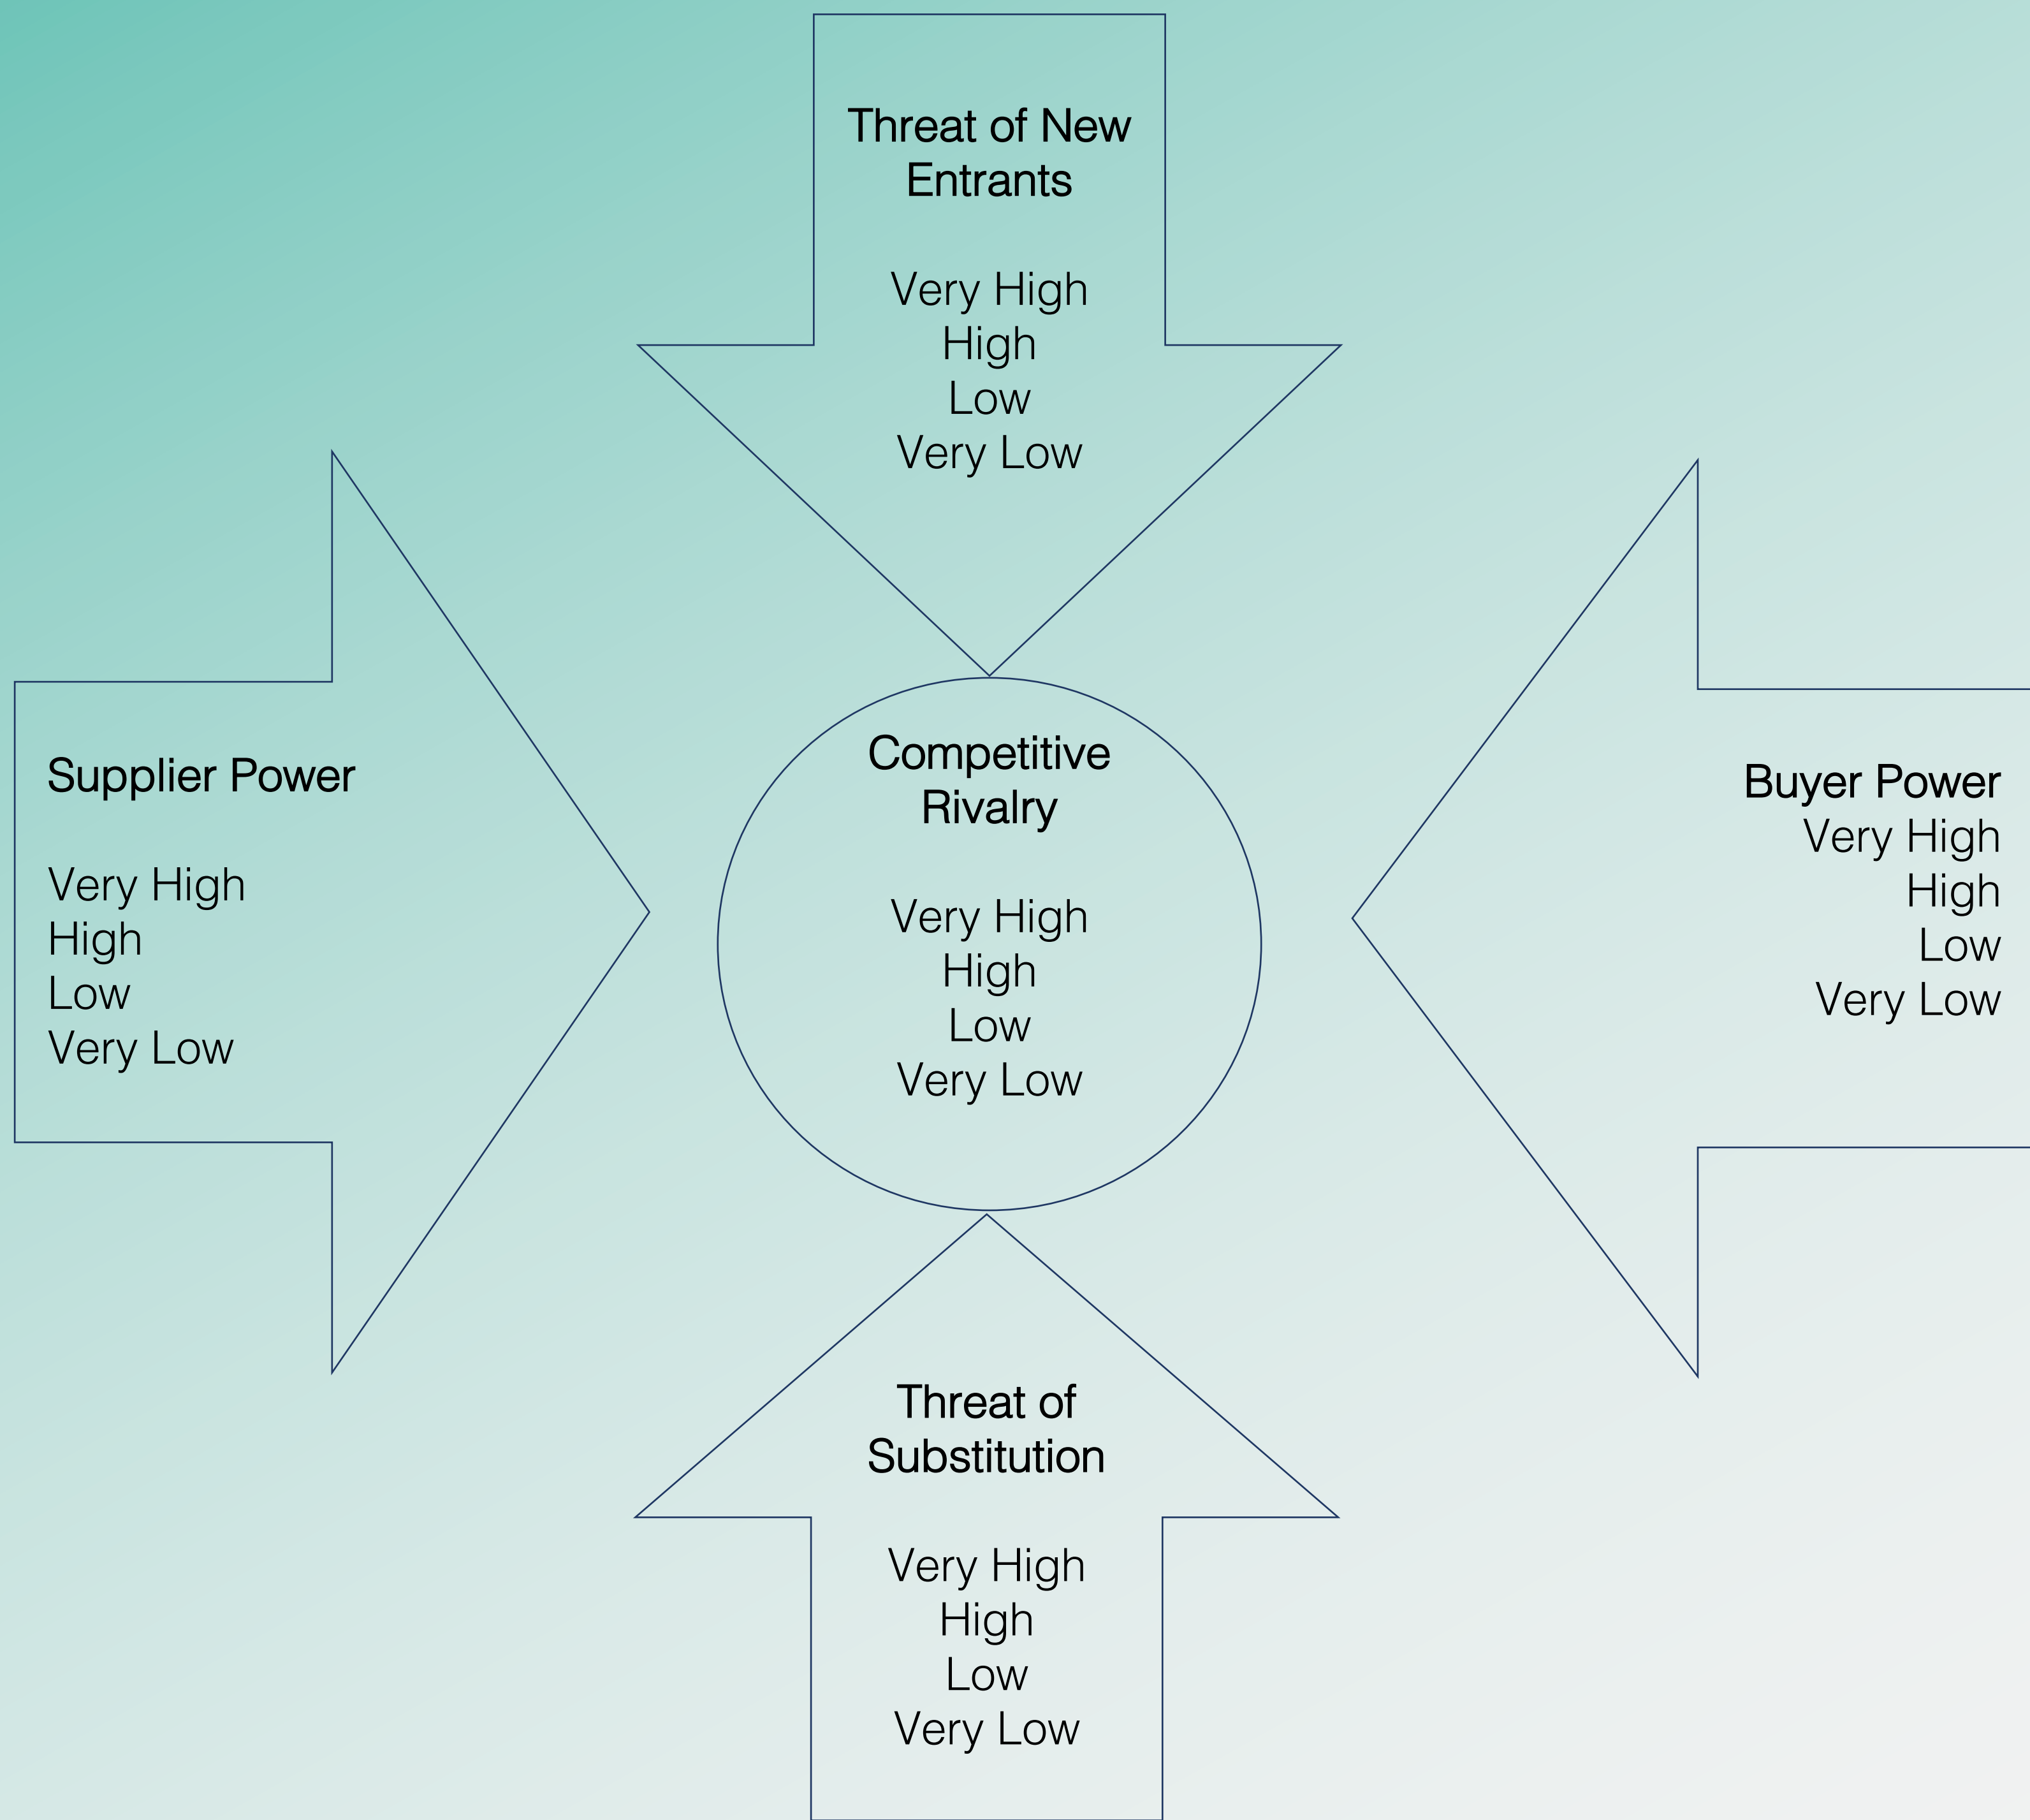 Threat of New
Entrants
Very High
High
Low
Very Low
Supplier Power
Very High
High
Low
Very Low
Competitive
Rivalry
Very High
High
Low
Very Low
Buyer Power
Very High
High
Low
Very Low
Threat of
Substitution
Very High
High
Low
Very Low